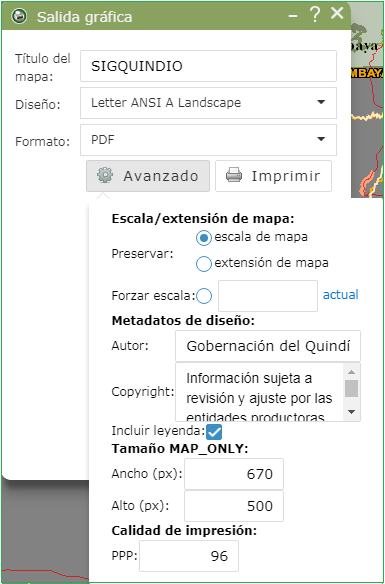 Salida gráfica
– ? ×
Título del
mapa:
SIGQUINDIO
Diseño:
Letter ANSI A Landscape
Formato:
PDF
Avanzado
Imprimir
Escala/extensión de mapa:
Preservar:
escala de mapa
extensión de mapa
Forzar escala:
actual
Metadatos de diseño:
Autor:
Gobernación del Quindí
Copyright:
Información sujeta a
revisión y ajuste por las
entidades productoras
Incluir leyenda:
Tamaño MAP_ONLY:
Ancho (px):
670
Alto (px):
500
Calidad de impresión:
PPP:
96
baya
MBAYA